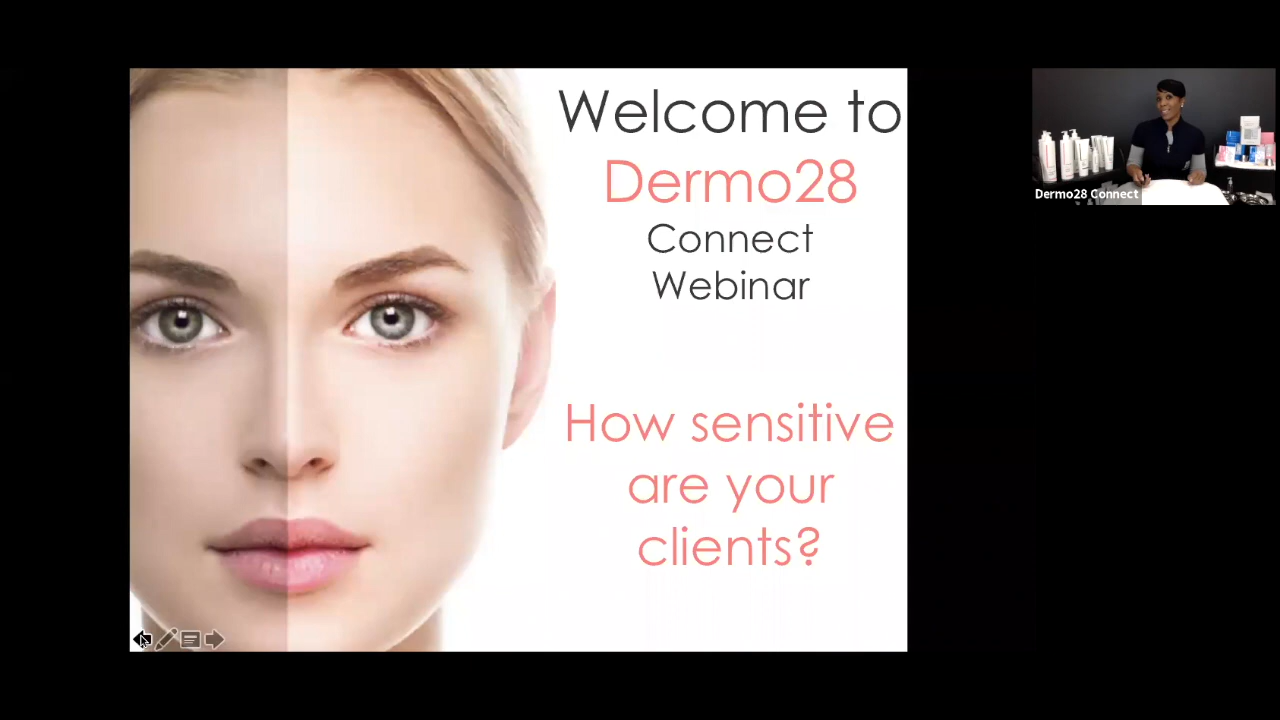 Welcome to
Dermo28
Connect
Webinar
How sensitive
are your
clients?
Dermo28 Connect